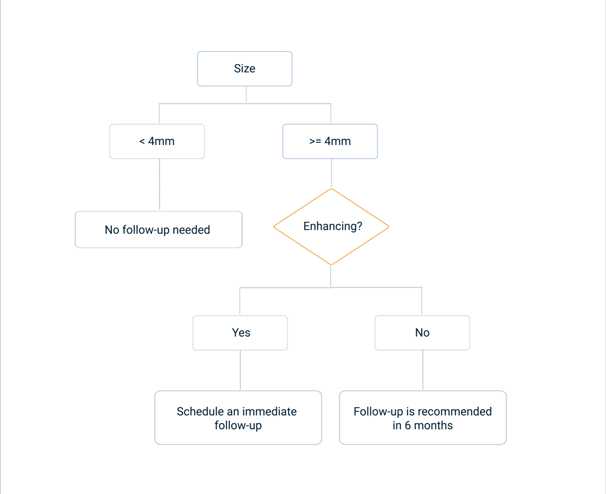 Size
< 4mm
>= 4mm
Enhancing?
No follow-up needed
Yes
No
Schedule an immediate
follow-up
Follow-up is recommended
in 6 months